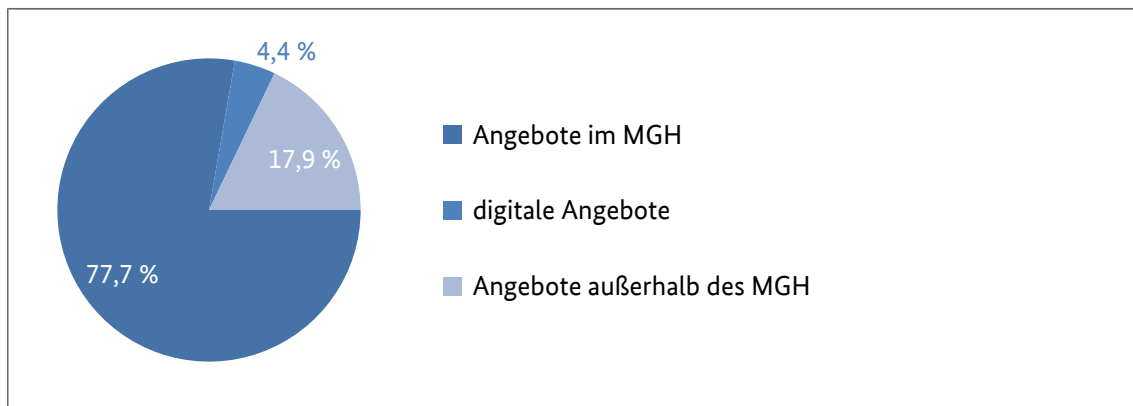 4,4 %
17,9 %
77,7 %
Angebote im MGH
digitale Angebote
Angebote außerhalb des MGH